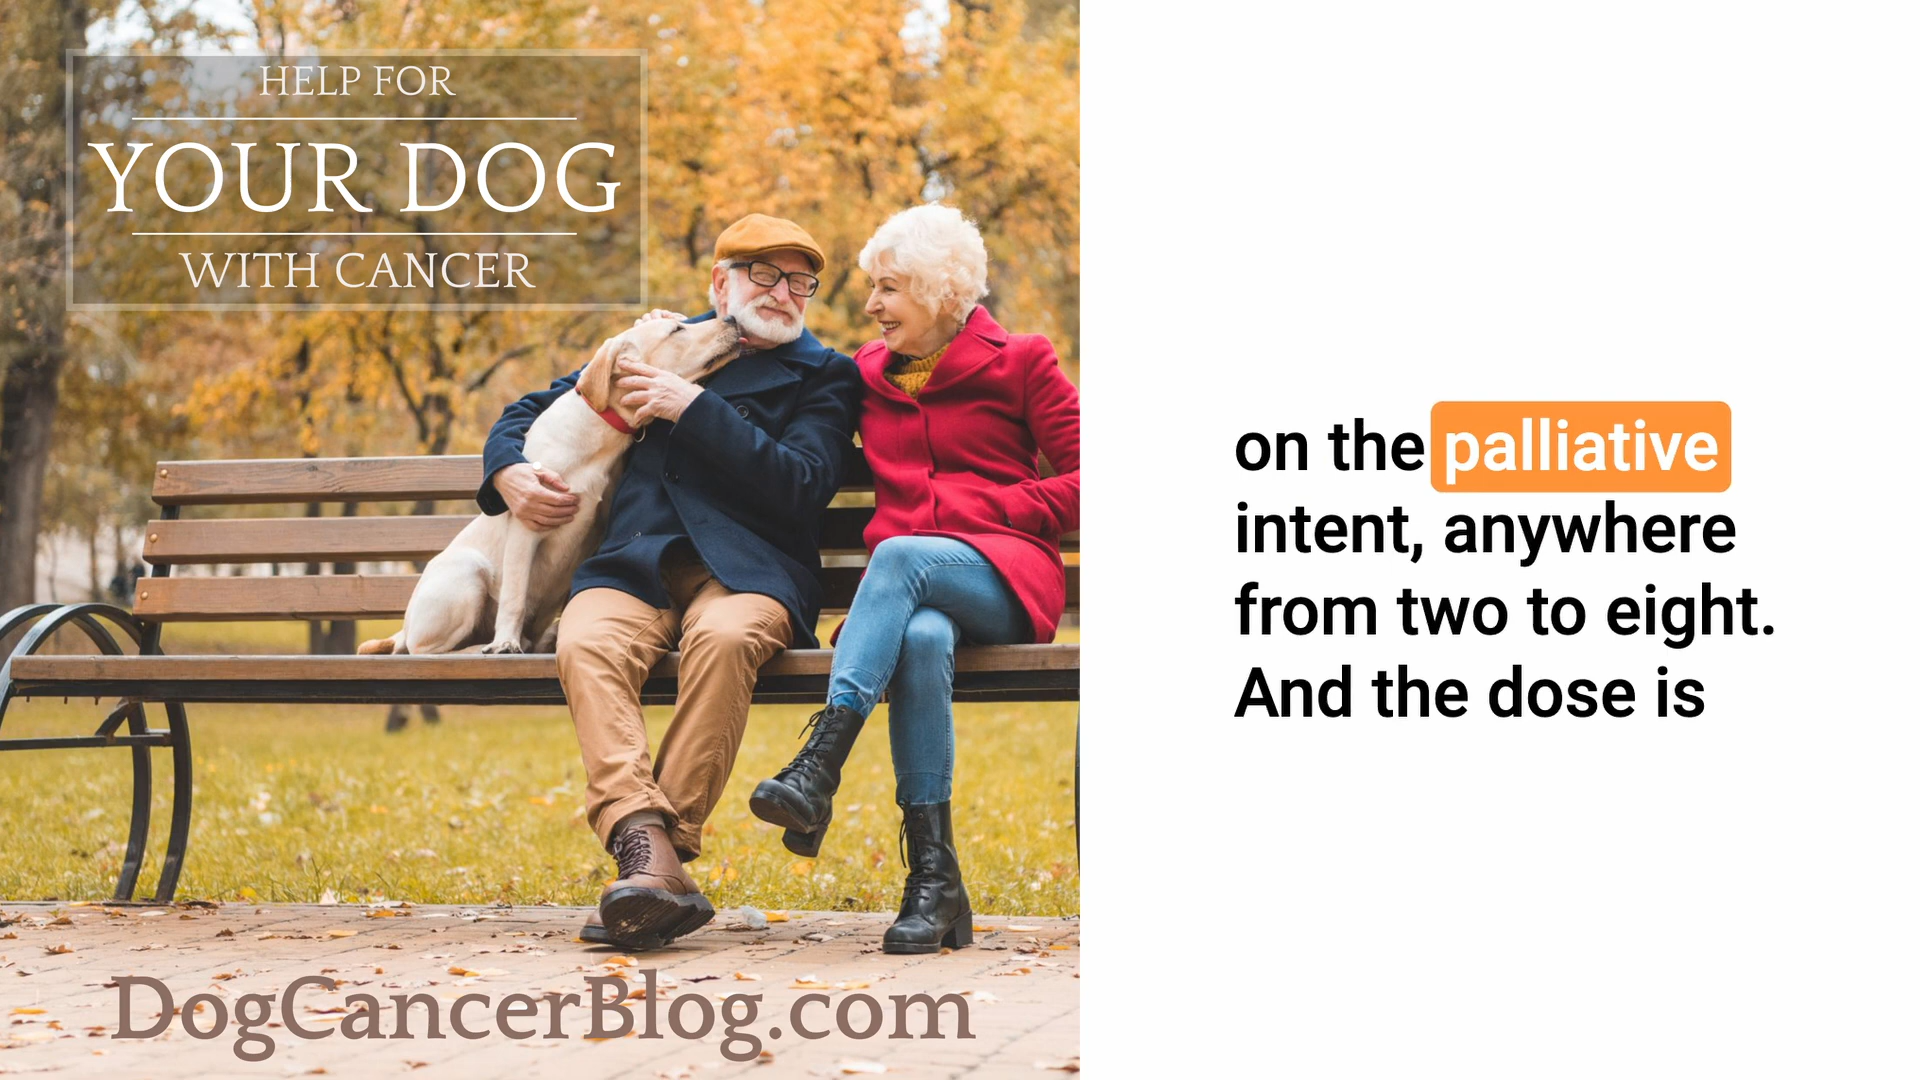 HELP FOR
YOUR DOG
WITH CANCER
DogCancerBlog.com
on the palliative
intent, anywhere
from two to eight.
And the dose is